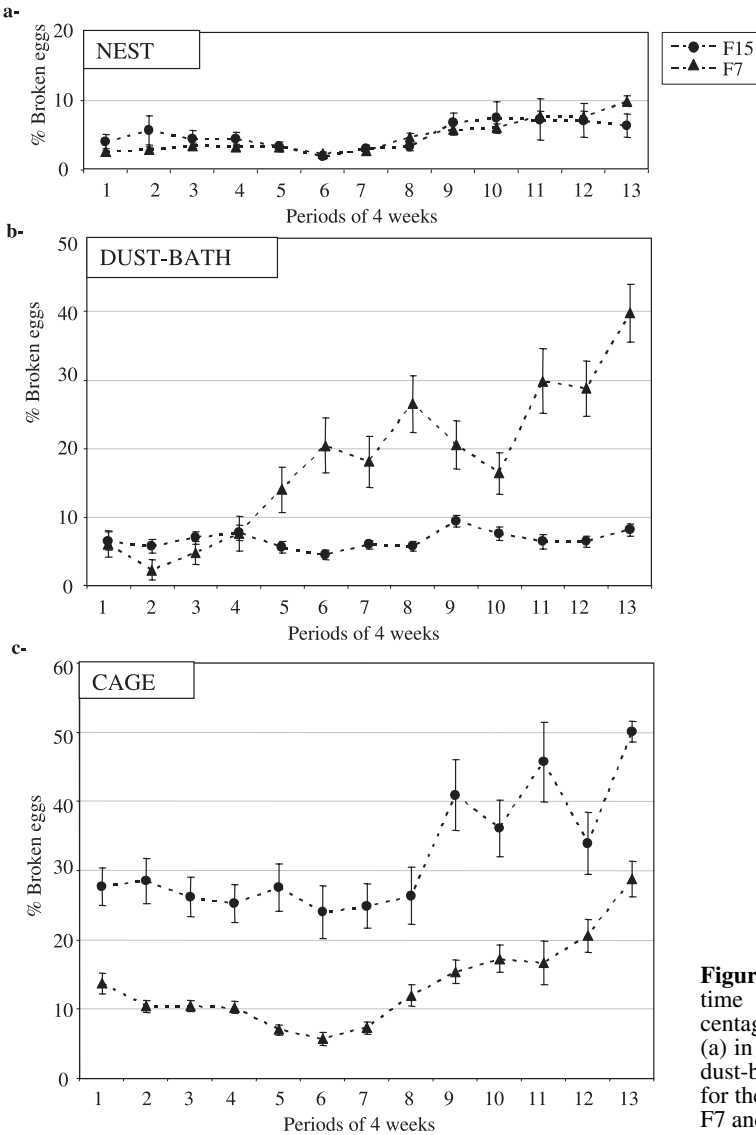 a-
20
NEST
F15
F7
10
0
% Broken eggs
1 2 3 4 5 6 7 8 9 10 11 12 13
Periods of 4 weeks
b-
50
DUST-BATH
40
30
20
10
0
% Broken eggs
1 2 3 4 5 6 7 8 9 10 11 12 13
Periods of 4 weeks
c-
60
CAGE
50
40
30
20
10
0
% Broken eggs
1 2 3 4 5 6 7 8 9 10 11 12 13
Periods of 4 weeks
Figur
time
centag
(a) in
dust-b
for the
F7 and